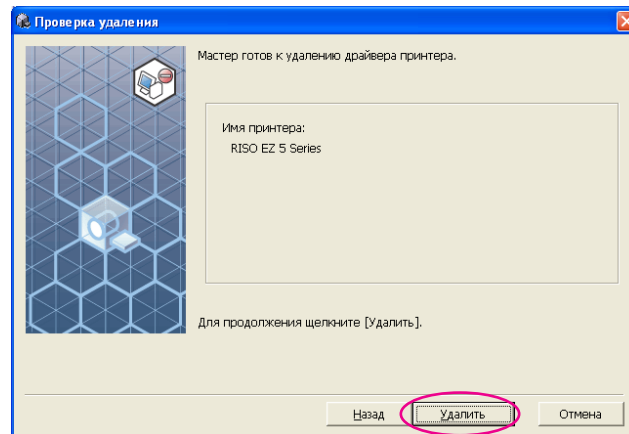 Проверка удаления
Мастер готов к удалению драйвера принтера.
Имя принтера:
RISO EZ 5 Series
Для продолжения щелкните [Удалить].
Назад
Удалить
Отмена